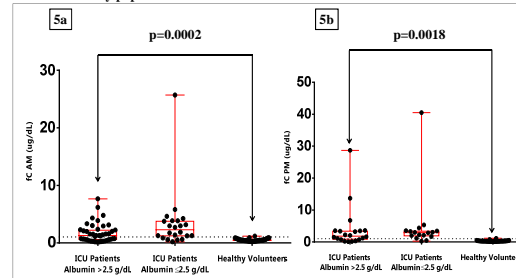 5a
p=0.0002
fC AM (ug/dL)
30
20
10
0
ICU Patients
Albumin >2.5 g/dL
ICU Patients
Albumin ≤2.5 g/dL
Healthy Volunteers
5b
p=0.0018
fC PM (ug/dL)
50
40
30
20
10
0
ICU Patients
Albumin >2.5 g/dL
ICU Patients
Albumin ≤2.5 g/dL
Healthy Volun